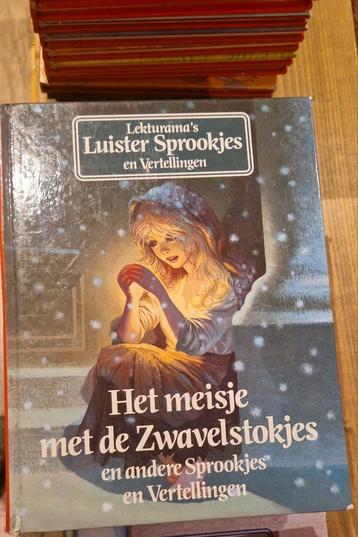 Lekturama's
Luister Sprookjes
en Vertellingen
Het meisje
met de Zwavelstokjes
en andere Sprookjes
en Vertellingen